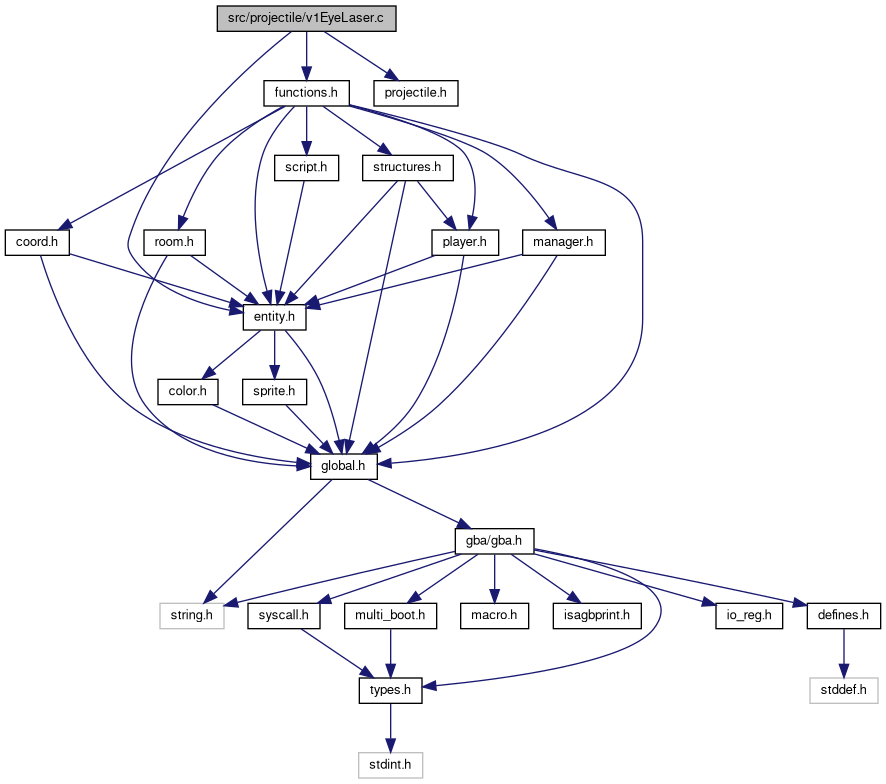 src/projectile/v1EyeLaser.c
functions.h
projectile.h
script.h
structures.h
coord.h
room.h
player.h
manager.h
entity.h
color.h
sprite.h
global.h
gba/gba.h
string.h
syscall.h
multi_boot.h
macro.h
isagbprint.h
io_reg.h
defines.h
types.h
stddef.h
stdint.h